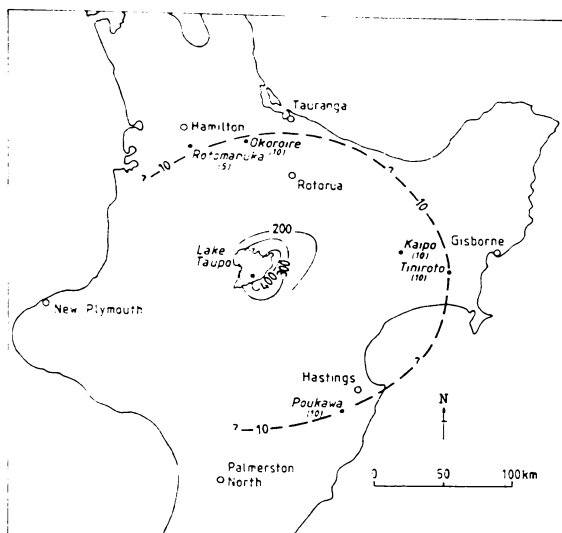 Tauranga
Hamilton
Okoroire
(10)
Rotomanuka
(5)
?
10
Rotorua
?
10
200
Lake
Taupo
400
300
Kaipo
(10)
Gisborne
Tiniroto
(10)
New Plymouth
?
Hastings
Poukawa
(10)
?
10
N
Palmerston
North
0 50 100km